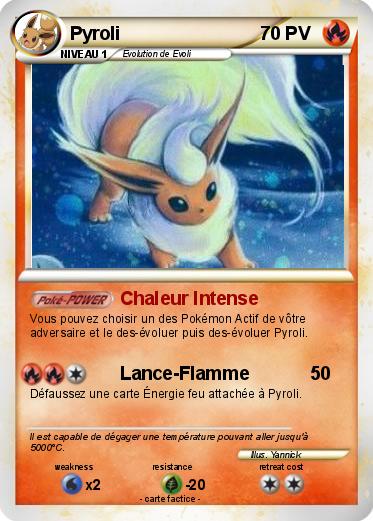 Pyroli 70 PV
NIVEAU 1 Evolution de Evoli
Poké-POWER Chaleur Intense
Vous pouvez choisir un des Pokémon Actif de vôtre
adversaire et le des-évoluer puis des-évoluer Pyroli.
Lance-Flamme 50
Défaussez une carte Énergie feu attachée à Pyroli.
Il est capable de dégager une température pouvant aller jusqu'à
5000°C.
Illus. Yannick
weakness resistance retreat cost
x2 -20
- carte factice -